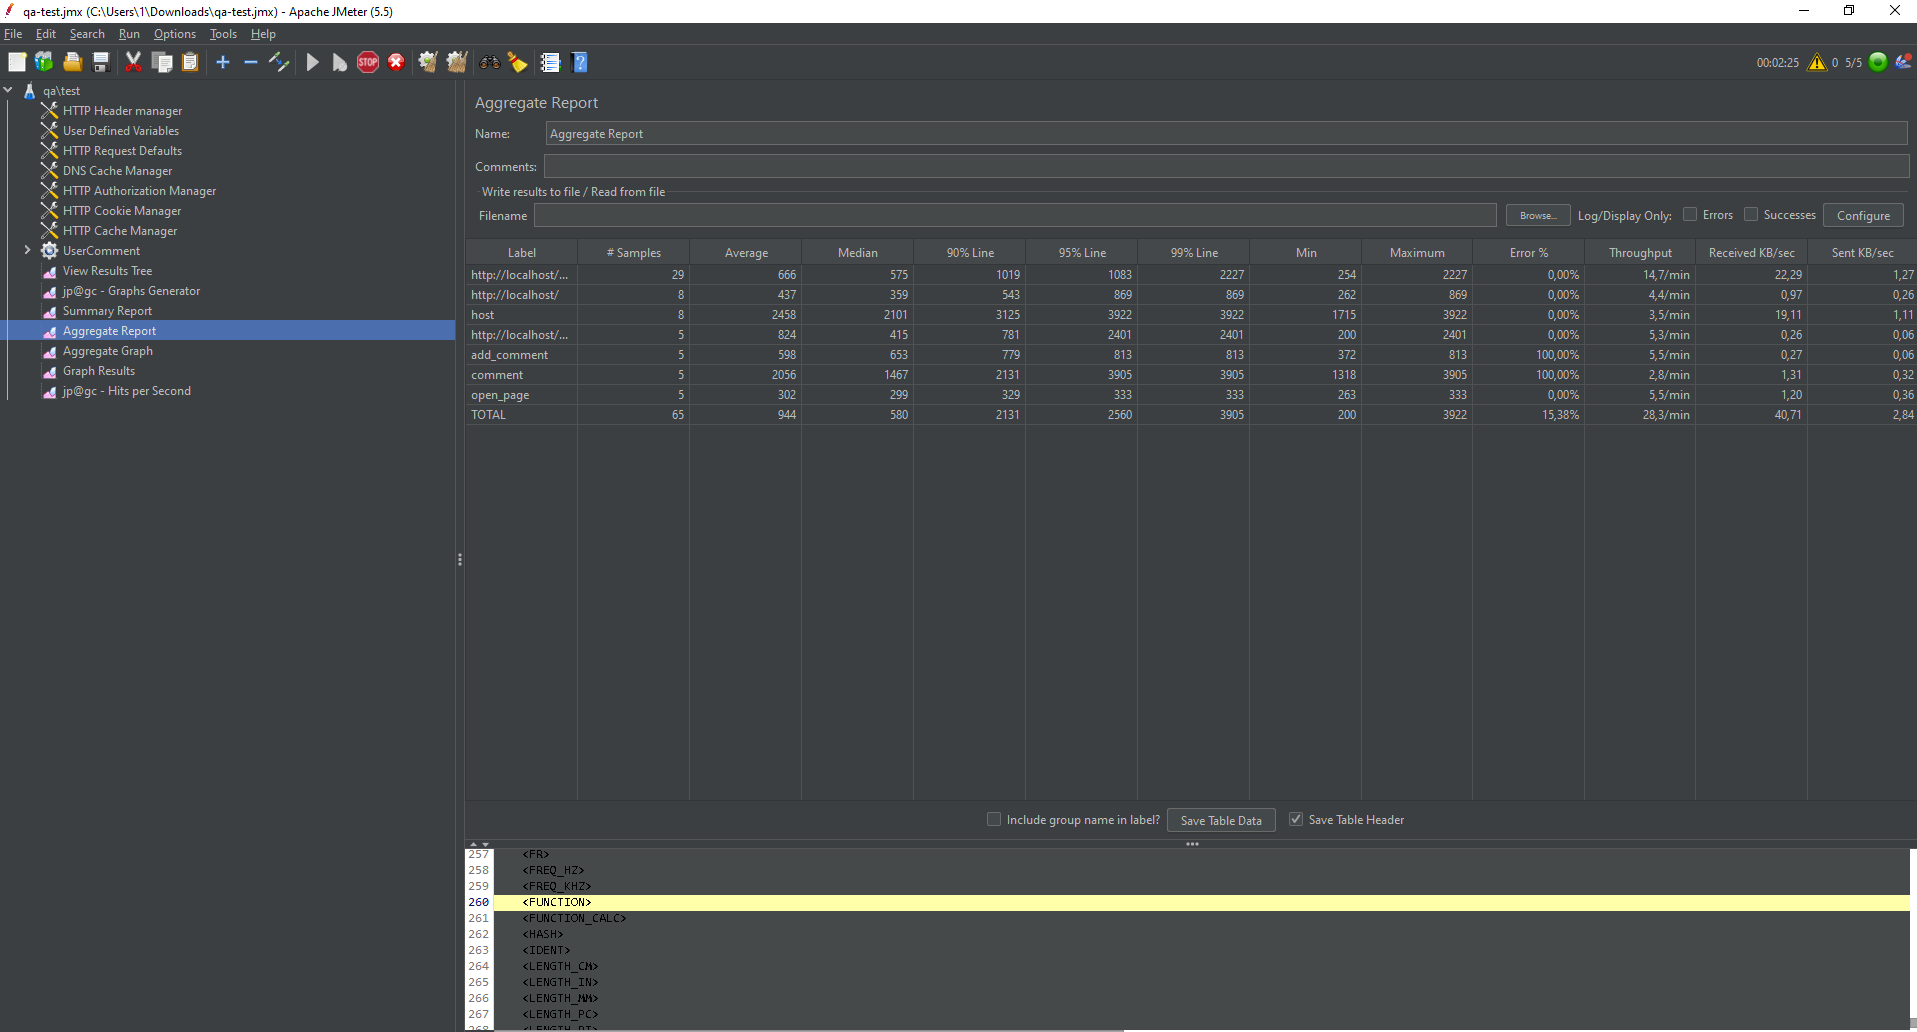 qa-test.jmx (C:\Users\1\Downloads\qa-test.jmx) - Apache JMeter (5.5)
File Edit Search Run Options Tools Help
STOP 00:02:25 0 5/5
qa\test
HTTP Header manager
User Defined Variables
HTTP Request Defaults
DNS Cache Manager
HTTP Authorization Manager
HTTP Cookie Manager
HTTP Cache Manager
UserComment
View Results Tree
jp@gc - Graphs Generator
Summary Report
Aggregate Report
Aggregate Graph
Graph Results
jp@gc - Hits per Second
Aggregate Report
Name: Aggregate Report
Comments:
Write results to file / Read from file
Filename Browse... Log/Display Only: Errors Successes Configure
Label # Samples Average Median 90% Line 95% Line 99% Line Min Maximum Error % Throughput Received KB/sec Sent KB/sec
http://localhost/... 29 666 575 1019 1083 2227 254 2227 0,00% 14,7/min 22,29 1,27
http://localhost/ 8 437 359 543 869 869 262 869 0,00% 4,4/min 0,97 0,26
host 8 2458 2101 3125 3922 3922 1715 3922 0,00% 3,5/min 19,11 1,11
http://localhost/... 5 824 415 781 2401 2401 200 2401 0,00% 5,3/min 0,26 0,06
add_comment 5 598 653 779 813 813 372 813 100,00% 5,5/min 0,27 0,06
comment 5 2056 1467 2131 3905 3905 1318 3905 100,00% 2,8/min 1,31 0,32
open_page 5 302 299 329 333 333 263 333 0,00% 5,5/min 1,20 0,36
TOTAL 65 944 580 2131 2560 3905 200 3922 15,38% 28,3/min 40,71 2,84
Include group name in label? Save Table Data Save Table Header
257 <FR>
258 <FREQ_HZ>
259 <FREQ_KHZ>
260 <FUNCTION>
261 <FUNCTION_CALC>
262 <HASH>
263 <IDENT>
264 <LENGTH_CM>
265 <LENGTH_IN>
266 <LENGTH_MM>
267 <LENGTH_PC>
268 <LENGTH_PT>